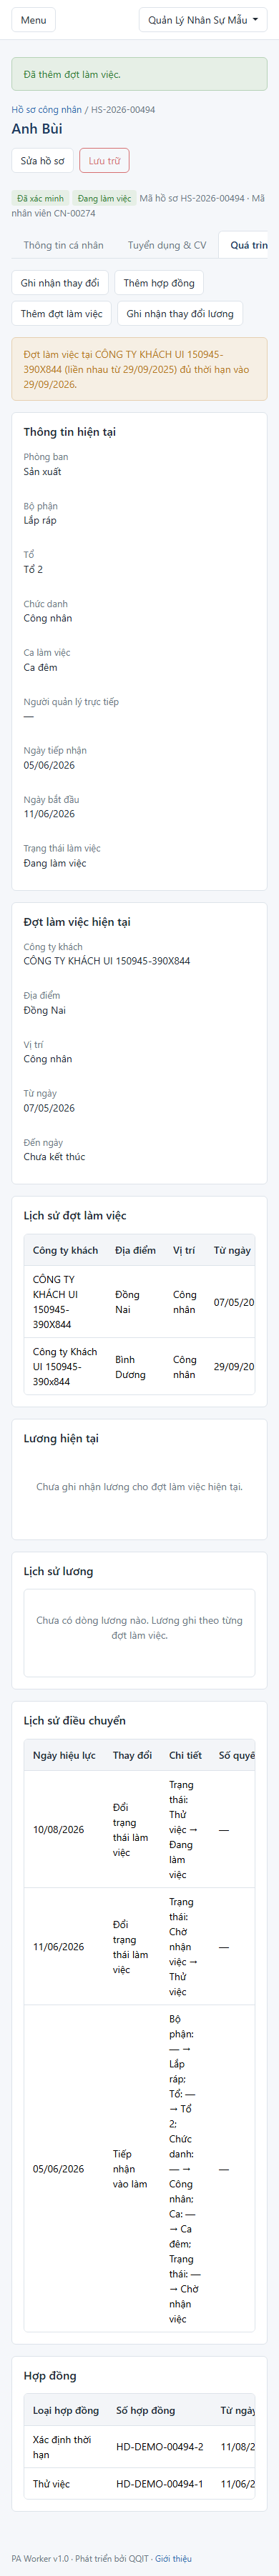 Menu
Quản Lý Nhân Sự Mẫu
Đã thêm đợt làm việc.
Hồ sơ công nhân / HS-2026-00494
Anh Bùi
Sửa hồ sơ
Lưu trữ
Đã xác minh Đang làm việc Mã hồ sơ HS-2026-00494 · Mã
nhân viên CN-00274
Thông tin cá nhân
Tuyển dụng & CV
Quá trìn
Ghi nhận thay đổi
Thêm hợp đồng
Thêm đợt làm việc
Ghi nhận thay đổi lương
Đợt làm việc tại CÔNG TY KHÁCH UI 150945-
390X844 (liền nhau từ 29/09/2025) đủ thời hạn vào
29/09/2026.
Thông tin hiện tại
Phòng ban
Sản xuất
Bộ phận
Lắp ráp
Tổ
Tổ 2
Chức danh
Công nhân
Ca làm việc
Ca đêm
Người quản lý trực tiếp
—
Ngày tiếp nhận
05/06/2026
Ngày bắt đầu
11/06/2026
Trạng thái làm việc
Đang làm việc
Đợt làm việc hiện tại
Công ty khách
CÔNG TY KHÁCH UI 150945-390X844
Địa điểm
Đồng Nai
Vị trí
Công nhân
Từ ngày
07/05/2026
Đến ngày
Chưa kết thúc
Lịch sử đợt làm việc
Công ty khách Địa điểm Vị trí Từ ngày
CÔNG TY
KHÁCH UI
150945-
390X844
Đồng
Nai
Công
nhân
07/05/20
Công ty Khách
UI 150945-
390x844
Bình
Dương
Công
nhân
29/09/20
Lương hiện tại
Chưa ghi nhận lương cho đợt làm việc hiện tại.
Lịch sử lương
Chưa có dòng lương nào. Lương ghi theo từng
đợt làm việc.
Lịch sử điều chuyển
Ngày hiệu lực Thay đổi Chi tiết Số quyế
10/08/2026
Đổi
trạng
thái làm
việc
Trạng
thái:
Thử
việc →
Đang
làm
việc
—
11/06/2026
Đổi
trạng
thái làm
việc
Trạng
thái:
Chờ
nhận
việc →
Thử
việc
—
05/06/2026
Tiếp
nhận
vào làm
Bộ
phận:
— →
Lắp
ráp;
Tổ: —
→ Tổ
2;
Chức
danh:
— →
Công
nhân;
Ca: —
→ Ca
đêm;
Trạng
thái: —
→ Chờ
nhận
việc
—
Hợp đồng
Loại hợp đồng Số hợp đồng Từ ngày
Xác định thời
hạn
HD-DEMO-00494-2
11/08/2
Thử việc HD-DEMO-00494-1 11/06/2
PA Worker v1.0 · Phát triển bởi QQIT · Giới thiệu